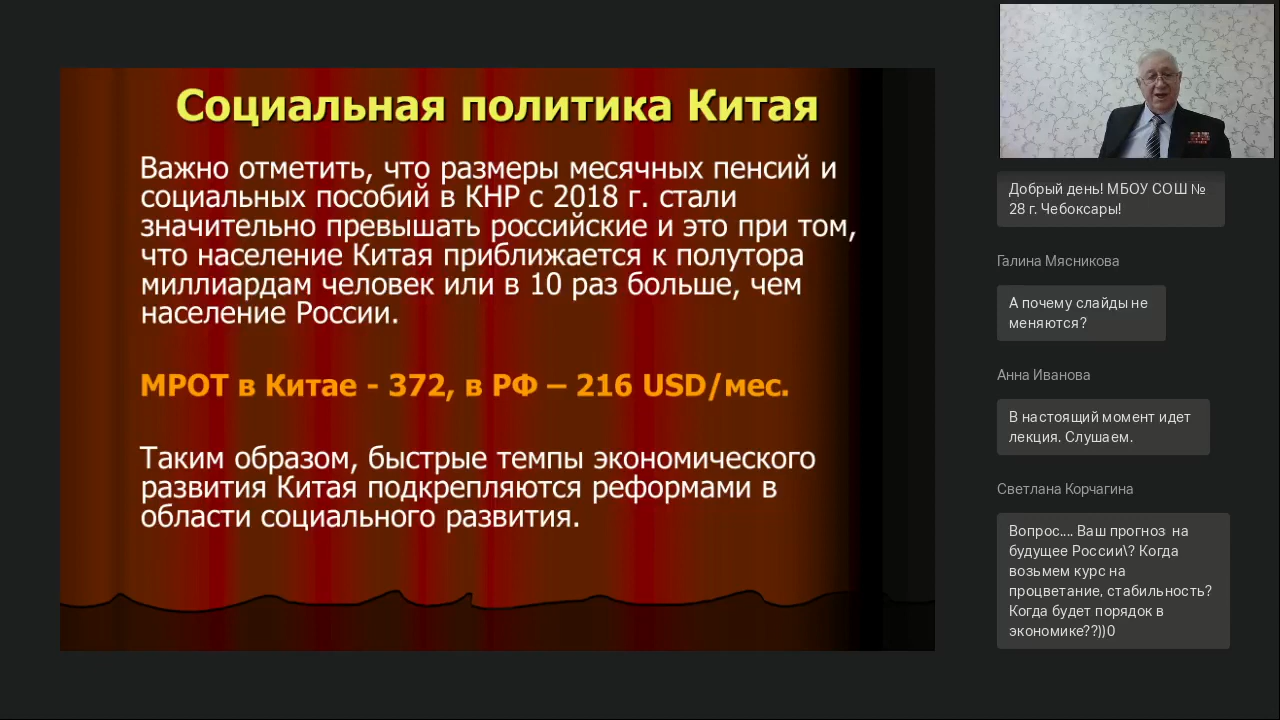 Социальная политика Китая
Важно отметить, что размеры месячных пенсий и
социальных пособий в КНР с 2018 г. стали
значительно превышать российские и это при том,
что население Китая приближается к полутора
миллиардам человек или в 10 раз больше, чем
население России.
МРОТ в Китае - 372, в РФ – 216 USD/мес.
Таким образом, быстрые темпы экономического
развития Китая подкрепляются реформами в
области социального развития.
Добрый день! МБОУ СОШ №
28 г. Чебоксары!
Галина Мясникова
А почему слайды не
меняются?
Анна Иванова
В настоящий момент идет
лекция. Слушаем.
Светлана Корчагина
Вопрос.... Ваш прогноз на
будущее России\? Когда
возьмем курс на
процветание, стабильность?
Когда будет порядок в
экономике??))0